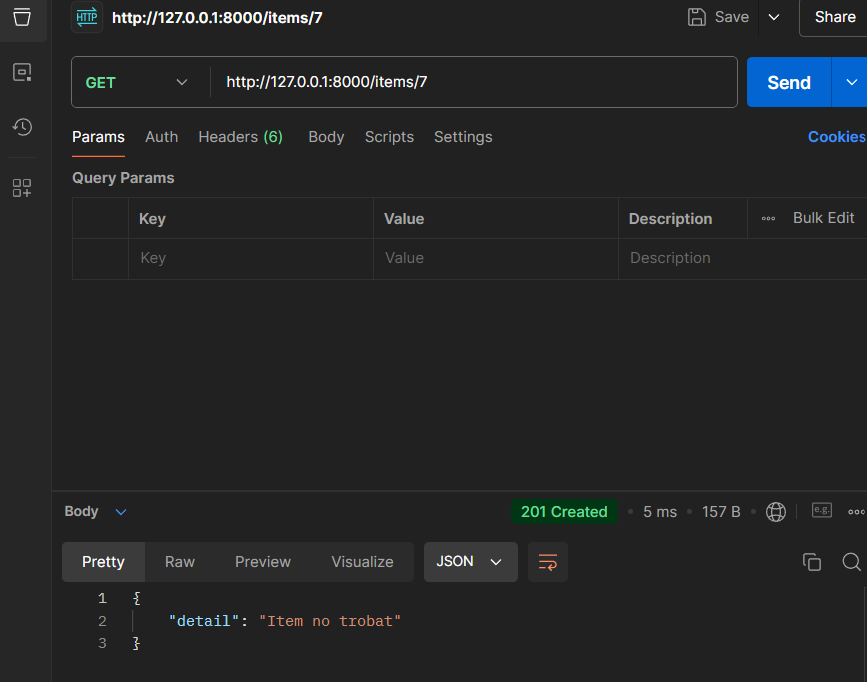 HTTP http://127.0.0.1:8000/items/7 Save Share
GET http://127.0.0.1:8000/items/7 Send
Params Auth Headers (6) Body Scripts Settings Cookies
Query Params
Key Value Description Bulk Edit
Key Value Description
Body 201 Created 5 ms 157 B e.g.
Pretty Raw Preview Visualize JSON
1 {
2 "detail": "Item no trobat"
3 }